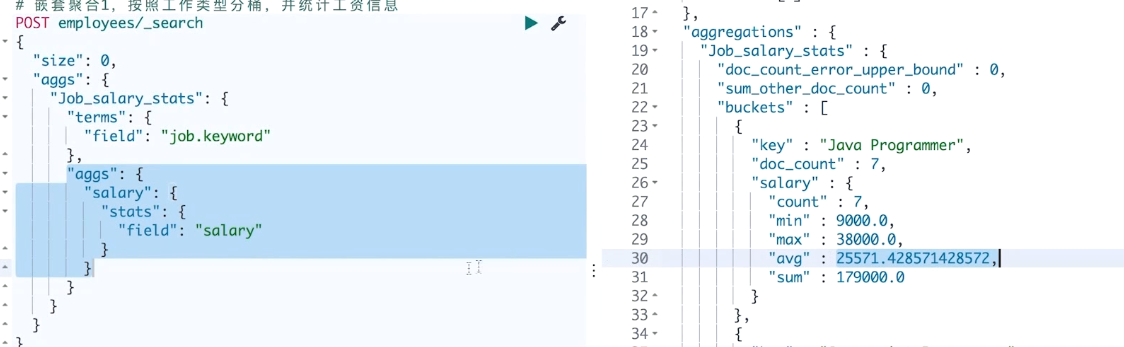 # 嵌套聚合1，按照工作类型分桶，并统计工资信息
POST employees/_search
{
"size": 0,
"aggs": {
"Job_salary_stats": {
"terms": {
"field": "job.keyword"
},
"aggs": {
"salary": {
"stats": {
"field": "salary"
}
}
}
}
}
}
17 },
18 "aggregations" : {
19 "Job_salary_stats" : {
20 "doc_count_error_upper_bound" : 0,
21 "sum_other_doc_count" : 0,
22 "buckets" : [
23 {
24 "key" : "Java Programmer",
25 "doc_count" : 7,
26 "salary" : {
27 "count" : 7,
28 "min" : 9000.0,
29 "max" : 38000.0,
30 "avg" : 25571.428571428572,
31 "sum" : 179000.0
32 }
33 },
34 {